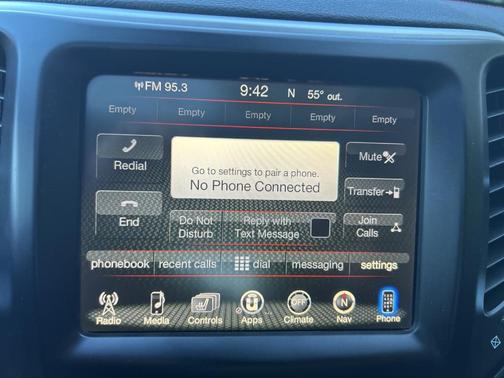 FM 95.3 9:42 N 55° out.
Empty Empty Empty Empty Empty
Redial
Go to settings to pair a phone.
No Phone Connected
Mute
Transfer
End
Do Not
Disturb
Reply with
Text Message
Join
Calls
phonebook recent calls dial messaging settings
Radio Media Controls Apps OFF Climate N Nav Phone